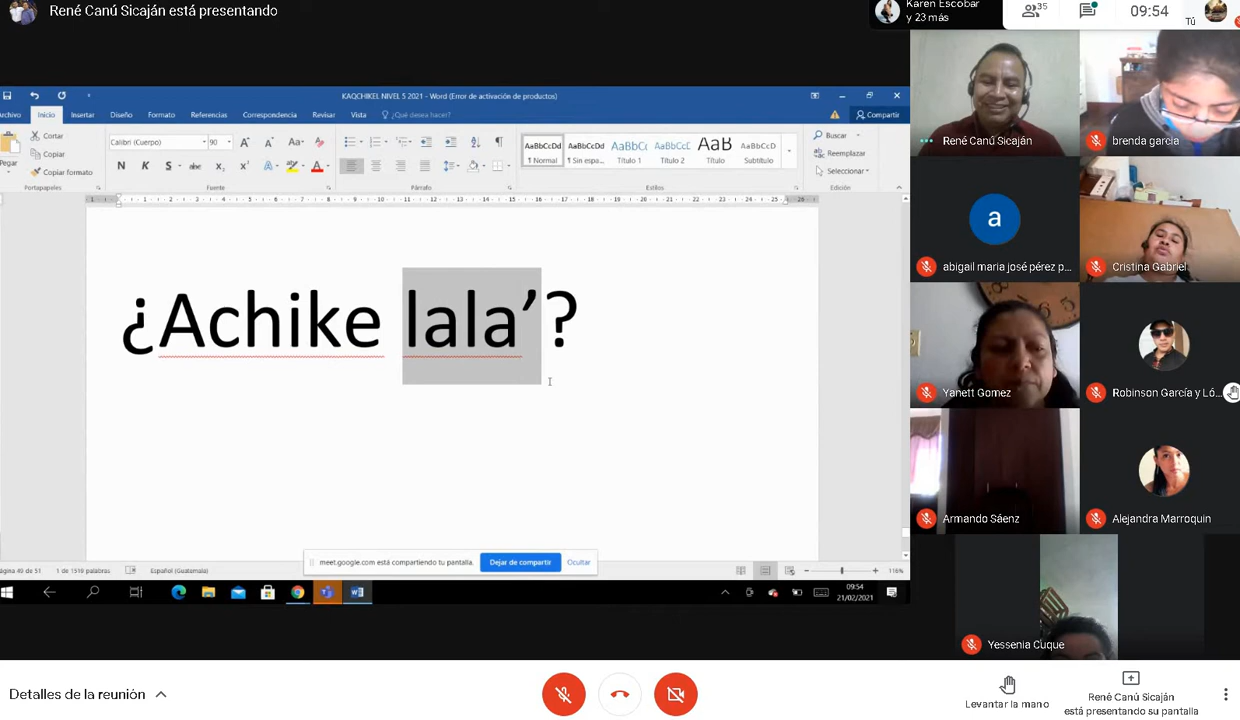 René Canú Sicaján está presentando
Karen Escobar
y 23 más
35
09:54
Tú
KAQCHIKEL NIVEL 5 2021 - Word (Error de activación de productos)
Archivo Inicio Insertar Diseño Formato Referencias Correspondencia Revisar Vista ¿Qué desea hacer? Compartir
Pegar
Cortar
Copiar
Copiar formato
Portapapeles
Calibri (Cuerpo) 90
Fuente
Párrafo
AaBbCcDd AaBbCcDd AaBbCc AaBbCcC AaB AaBbCcD
¶ Normal ¶ Sin espa... Título 1 Título 2 Título Subtítulo
Estilos
Buscar
Reemplazar
Seleccionar
Edición
¿Achike lala’?
meet.google.com está compartiendo tu pantalla.
Dejar de compartir
Ocultar
Página 49 de 51 1 de 1519 palabras Español (Guatemala) 116%
09:54
21/02/2021
René Canú Sicaján
brenda garcia
a
abigail maria josé pérez p...
Cristina Gabriel
Yanett Gomez
Robinson García y Ló...
Armando Sáenz
Alejandra Marroquin
Yessenia Cuque
Detalles de la reunión
Levantar la mano
René Canú Sicaján
está presentando su pantalla